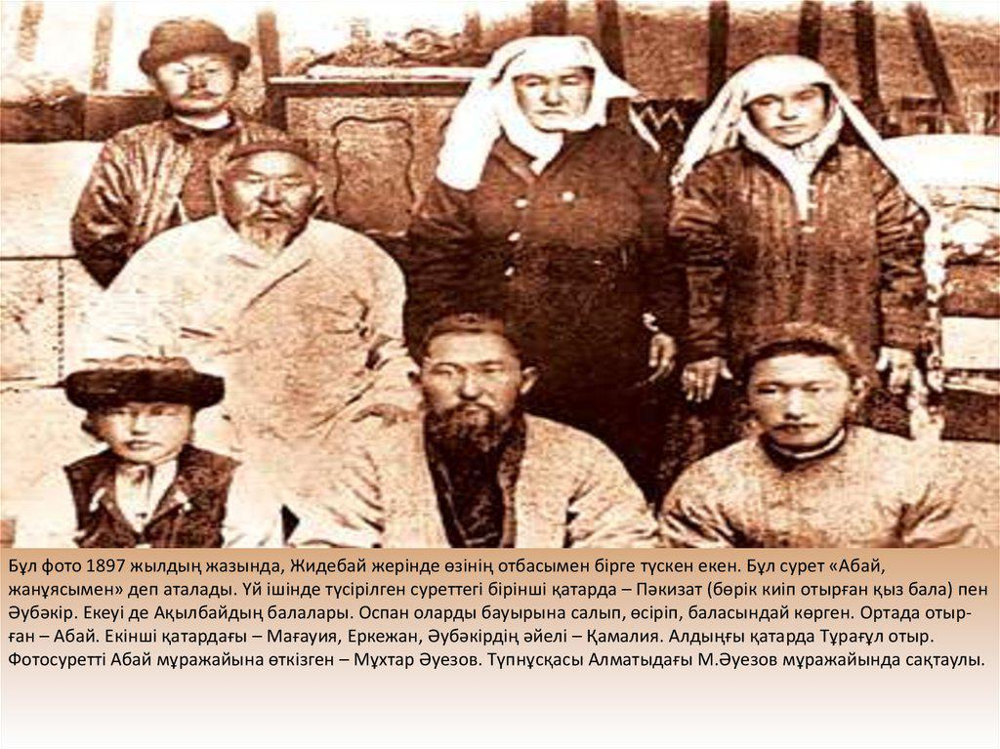 Бұл фото 1897 жылдың жазында, Жидебай жерінде өзінің отбасымен бірге түскен екен. Бұл сурет «Абай,
жанұясымен» деп аталады. Үй ішінде түсірілген суреттегі бірінші қатарда – Пәкизат (бөрік киіп отырған қыз бала) пен
Әубәкір. Екеуі де Ақылбайдың балалары. Оспан оларды бауырына салып, өсіріп, баласындай көрген. Ортада отыр-
ған – Абай. Екінші қатардағы – Мағауия, Еркежан, Әубәкірдің әйелі – Қамалия. Алдыңғы қатарда Тұрағұл отыр.
Фотосуретті Абай мұражайына өткізген – Мұхтар Әуезов. Түпнұсқасы Алматыдағы М.Әуезов мұражайында сақтаулы.